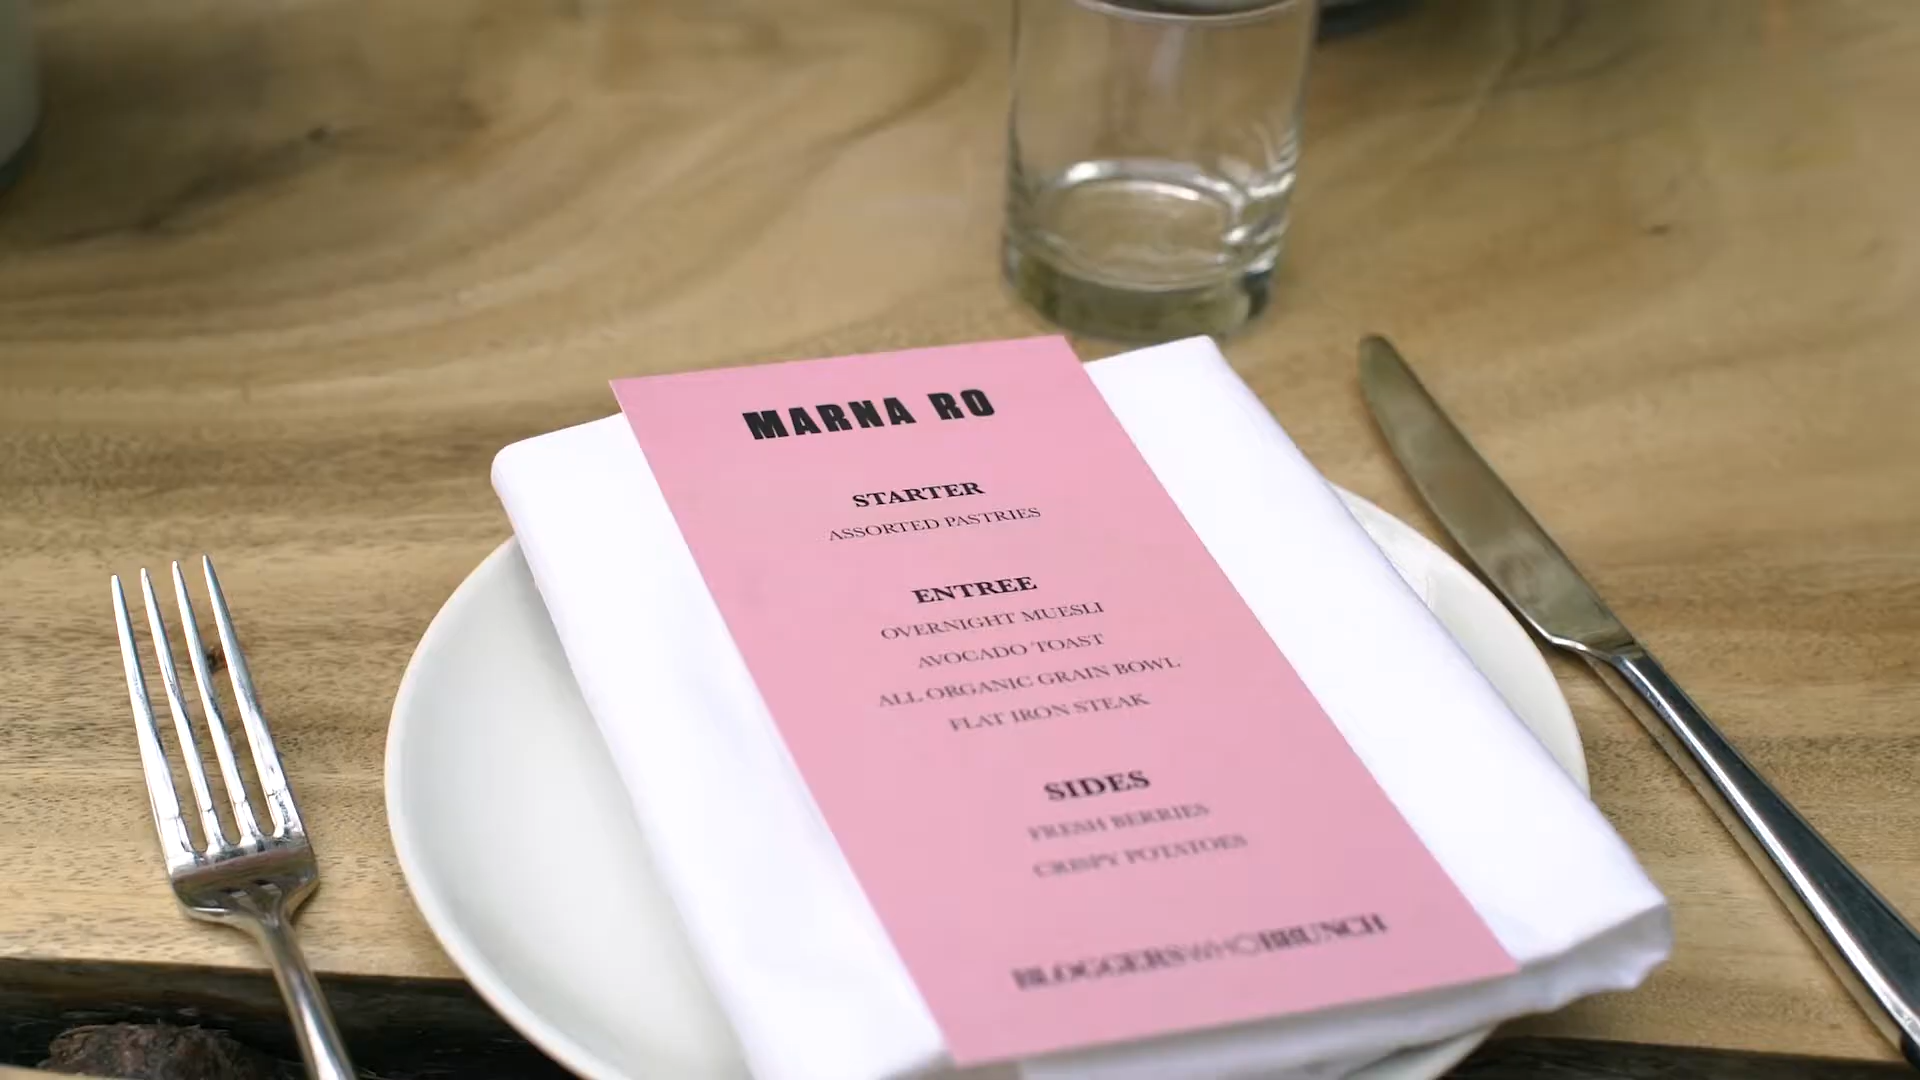 MARNA RO
STARTER
ASSORTED PASTRIES
ENTREE
OVERNIGHT MUESLI
AVOCADO TOAST
ALL ORGANIC GRAIN BOWL
FLAT IRON STEAK
SIDES
FRESH BERRIES
CRISPY POTATOES
BLOGGERSWHOBRUNCH